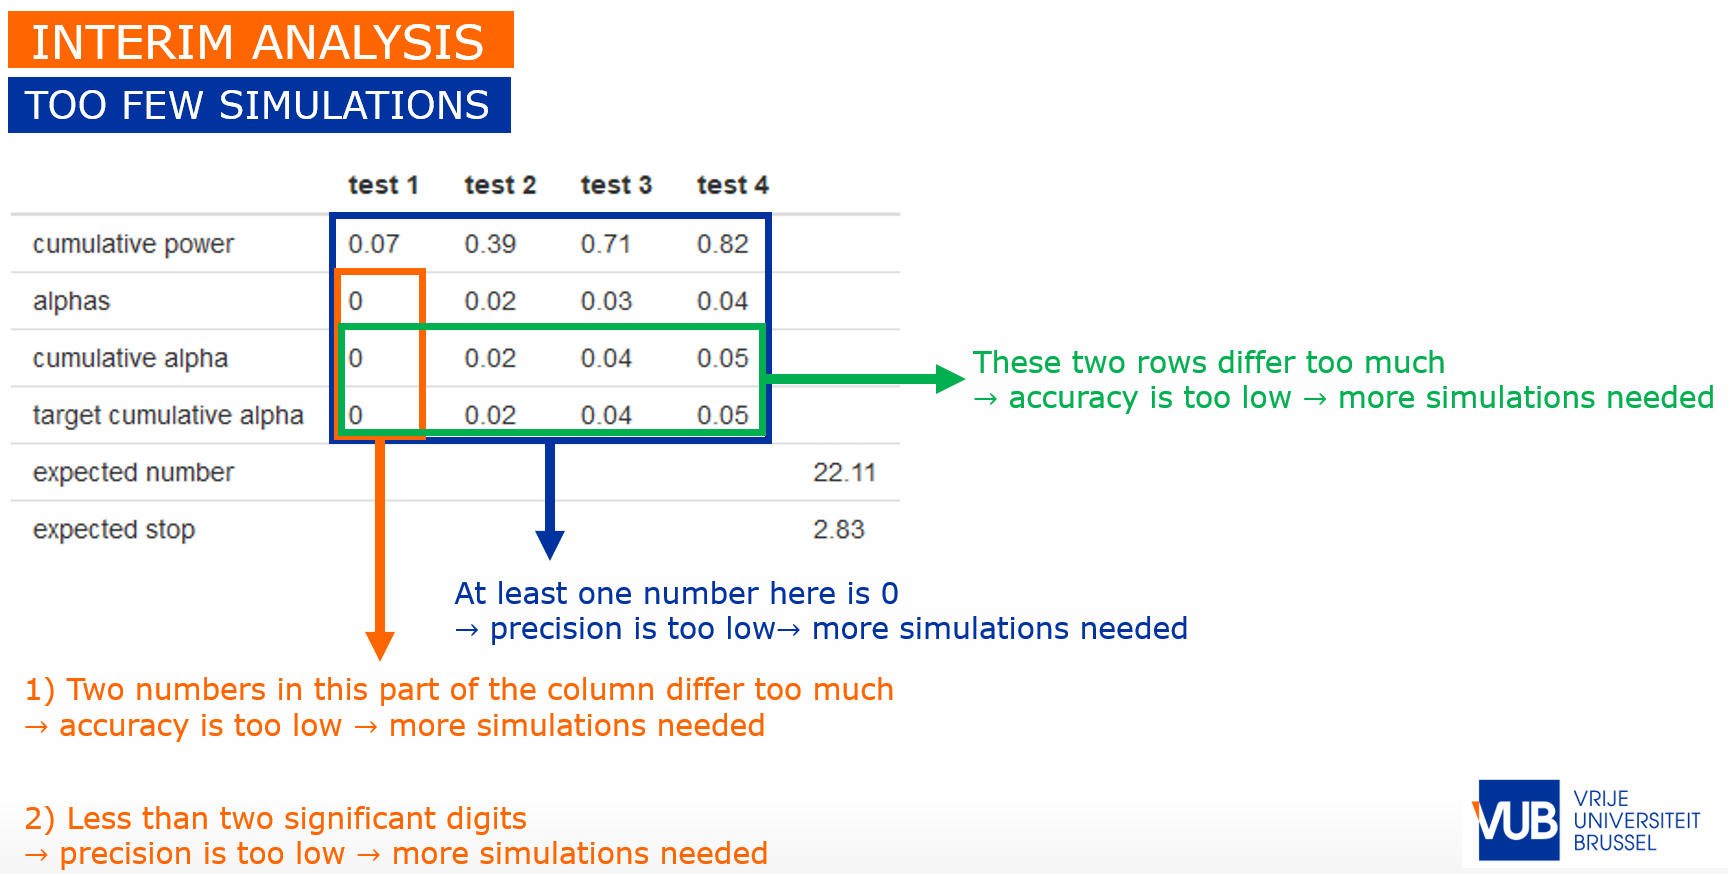 INTERIM ANALYSIS
TOO FEW SIMULATIONS
test 1 test 2 test 3 test 4
cumulative power 0.07 0.39 0.71 0.82
alphas 0 0.02 0.03 0.04
cumulative alpha 0 0.02 0.04 0.05
target cumulative alpha 0 0.02 0.04 0.05
expected number 22.11
expected stop 2.83
These two rows differ too much
→ accuracy is too low → more simulations needed
At least one number here is 0
→ precision is too low→ more simulations needed
1) Two numbers in this part of the column differ too much
→ accuracy is too low → more simulations needed
2) Less than two significant digits
→ precision is too low → more simulations needed
VUB
VRIJE
UNIVERSITEIT
BRUSSEL